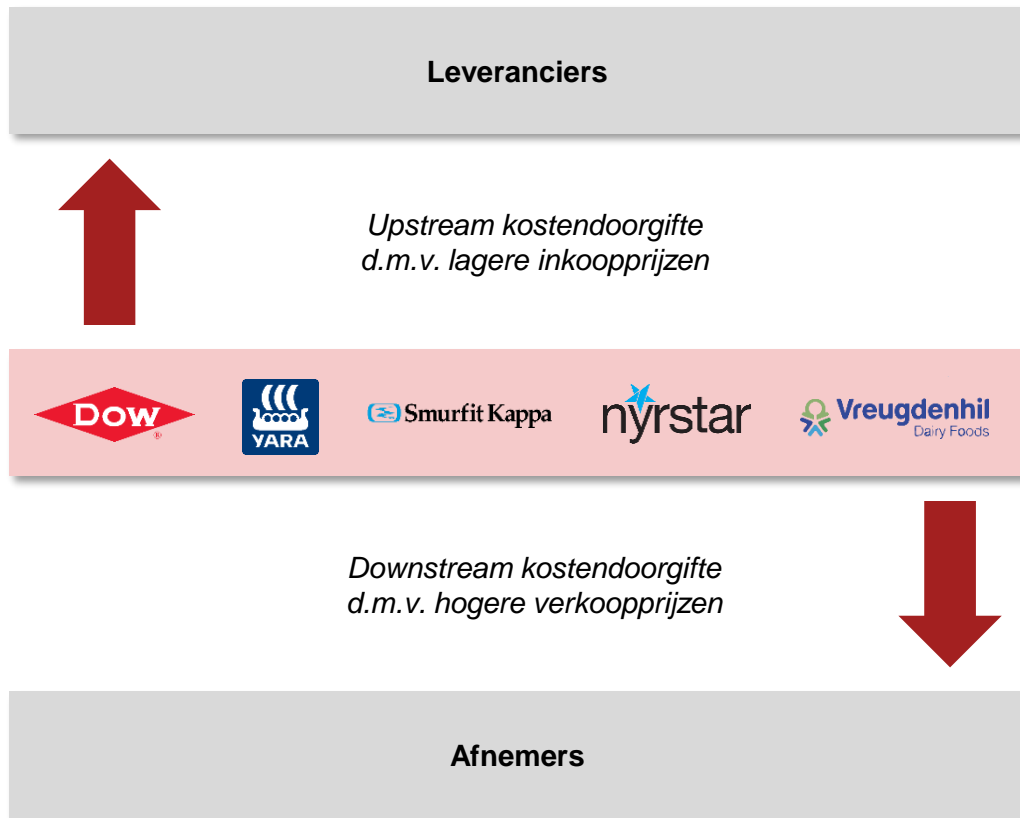 Leveranciers
Upstream kostendoorgifte
d.m.v. lagere inkoopprijzen
Dow ®
YARA
Smurfit Kappa
nyrstar
Vreugdenhil
Dairy Foods
Downstream kostendoorgifte
d.m.v. hogere verkoopprijzen
Afnemers